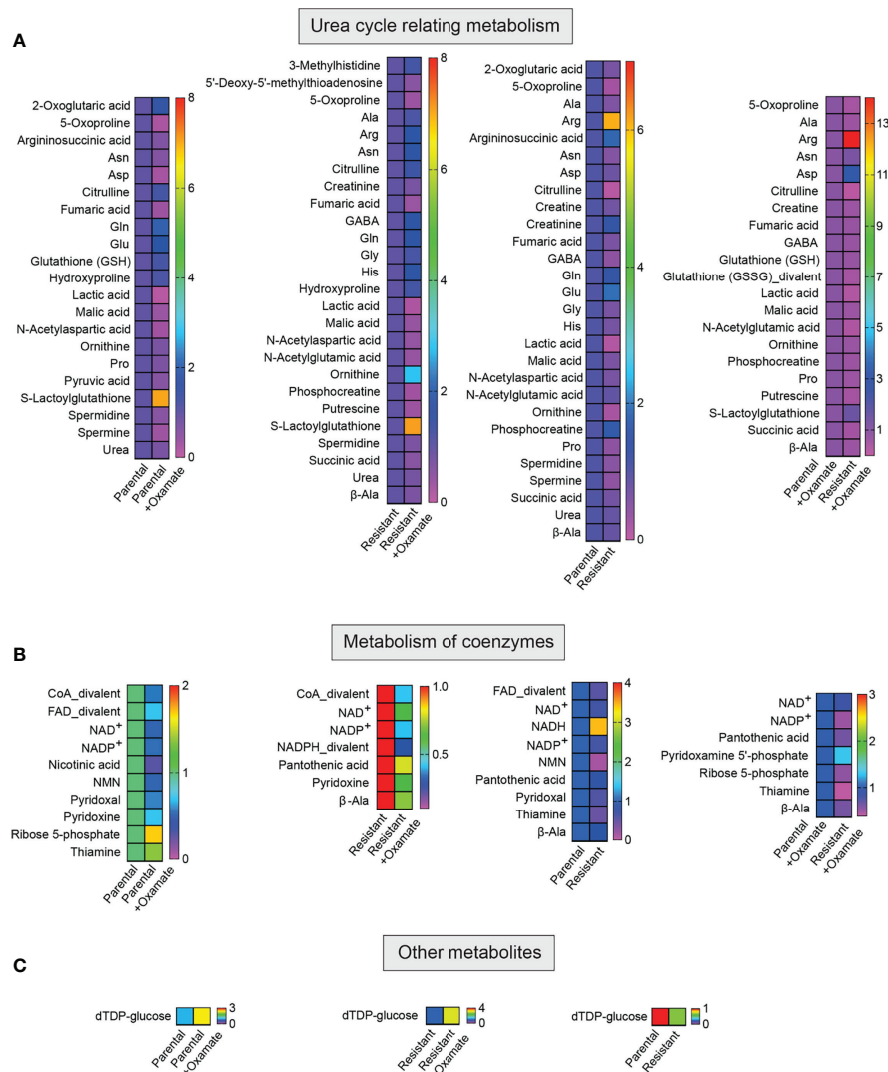 Urea cycle relating metabolism
A
2-Oxoglutaric acid
5-Oxoproline
Argininosuccinic acid
Asn
Asp
Citrulline
Fumaric acid
Gln
Glu
Glutathione (GSH)
Hydroxyproline
Lactic acid
Malic acid
N-Acetylaspartic acid
Ornithine
Pro
Pyruvic acid
S-Lactoylglutathione
Spermidine
Spermine
Urea
8
6
4
2
0
Parental
Parental
+Oxamate
3-Methylhistidine
5'-Deoxy-5'-methylthioadenosine
5-Oxoproline
Ala
Arg
Asn
Citrulline
Creatinine
Fumaric acid
GABA
Gln
Gly
His
Hydroxyproline
Lactic acid
Malic acid
N-Acetylaspartic acid
N-Acetylglutamic acid
Ornithine
Phosphocreatine
Putrescine
S-Lactoylglutathione
Spermidine
Succinic acid
Urea
β-Ala
8
6
4
2
0
Resistant
Resistant
+Oxamate
2-Oxoglutaric acid
5-Oxoproline
Ala
Arg
Argininosuccinic acid
Asn
Asp
Citrulline
Creatine
Creatinine
Fumaric acid
GABA
Gln
Glu
Gly
His
Lactic acid
Malic acid
N-Acetylaspartic acid
N-Acetylglutamic acid
Ornithine
Phosphocreatine
Pro
Spermidine
Spermine
Succinic acid
Urea
β-Ala
6
4
2
0
Parental
Resistant
5-Oxoproline
Ala
Arg
Asn
Asp
Citrulline
Creatine
Fumaric acid
GABA
Glutathione (GSH)
Glutathione (GSSG)_divalent
Lactic acid
Malic acid
N-Acetylglutamic acid
Ornithine
Phosphocreatine
Pro
Putrescine
S-Lactoylglutathione
Succinic acid
β-Ala
13
11
9
7
5
3
1
Parental
+Oxamate
Resistant
+Oxamate
Metabolism of coenzymes
B
CoA_divalent
FAD_divalent
NAD+
NADP+
Nicotinic acid
NMN
Pyridoxal
Pyridoxine
Ribose 5-phosphate
Thiamine
2
1
0
Parental
Parental
+Oxamate
CoA_divalent
NAD+
NADP+
NADPH_divalent
Pantothenic acid
Pyridoxine
β-Ala
1.0
0.5
Resistant
Resistant
+Oxamate
FAD_divalent
NAD+
NADH
NADP+
NMN
Pantothenic acid
Pyridoxal
Thiamine
β-Ala
4
3
2
1
0
Parental
Resistant
NAD+
NADP+
Pantothenic acid
Pyridoxamine 5'-phosphate
Ribose 5-phosphate
Thiamine
β-Ala
3
2
1
Parental
+Oxamate
Resistant
+Oxamate
Other metabolites
C
dTDP-glucose
3
0
Parental
Parental
+Oxamate
dTDP-glucose
4
0
Resistant
Resistant
Oxamate
dTDP-glucose
1
0
Parental
Resistant